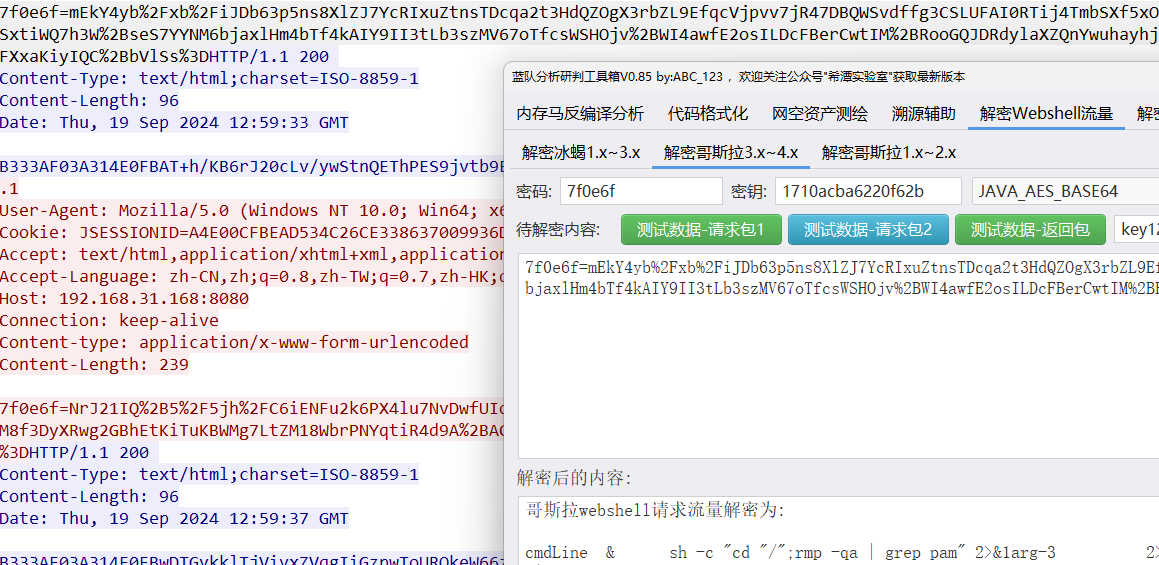 7f0e6f=mEkY4yb%2Fxb%2FiJDb63p5ns8XlZJ7YcRIxuZtnsTDcqa2t3HdQZOgX3rbZL9EfqcVjpvv7jR47DBQWSvdffg3CSLUFAI0RTij4TmbSXf5xO
SxtiWQ7h3W%2BseS7YYNM6bjaxlHm4bTf4kAIY9II3tLb3szMV67oTfcsWSHOjv%2BWI4awfE2osILDcFBerCwtIM%2BRooGQJDRdylaXZQnYwuhayhj
FXxaKiyIQC%2BbVlSs%3DHTTP/1.1 200
Content-Type: text/html;charset=ISO-8859-1
Content-Length: 96
Date: Thu, 19 Sep 2024 12:59:33 GMT
B333AF03A314E0FBAT+h/KB6rJ20cLv/ywStnQEThPES9jvtb9E
.1
User-Agent: Mozilla/5.0 (Windows NT 10.0; Win64; x6
Cookie: JSESSIONID=A4E00CFBEAD534C26CE338637009936D
Accept: text/html,application/xhtml+xml,application
Accept-Language: zh-CN,zh;q=0.8,zh-TW;q=0.7,zh-HK;q
Host: 192.168.31.168:8080
Connection: keep-alive
Content-type: application/x-www-form-urlencoded
Content-Length: 239
7f0e6f=NrJ21IQ%2B5%2F5jh%2FC6iENFu2k6PX4lu7NvDwfUIc
M8f3DyXRwg2GBhEtKiTuKBWMg7LtZM18WbrPNYqtiR4d9A%2BAC
%3DHTTP/1.1 200
Content-Type: text/html;charset=ISO-8859-1
Content-Length: 96
Date: Thu, 19 Sep 2024 12:59:37 GMT
蓝队分析研判工具箱V0.85 by:ABC_123 ，欢迎关注公众号"希潭实验室"获取最新版本
内存马反编译分析 代码格式化 网空资产测绘 溯源辅助 解密Webshell流量 解密
解密冰蝎1.x~3.x 解密哥斯拉3.x~4.x 解密哥斯拉1.x~2.x
密码: 7f0e6f 密钥: 1710acba6220f62b JAVA_AES_BASE64
待解密内容: 测试数据-请求包1 测试数据-请求包2 测试数据-返回包 key12
7f0e6f=mEkY4yb%2Fxb%2FiJDb63p5ns8XlZJ7YcRIxuZtnsTDcqa2t3HdQZOgX3rbZL9Ef
bjaxlHm4bTf4kAIY9II3tLb3szMV67oTfcsWSHOjv%2BWI4awfE2osILDcFBerCwtIM%2BR
解密后的内容:
哥斯拉webshell请求流量解密为:
cmdLine & sh -c "cd "/";rmp -qa | grep pam" 2>&larg-3 2>